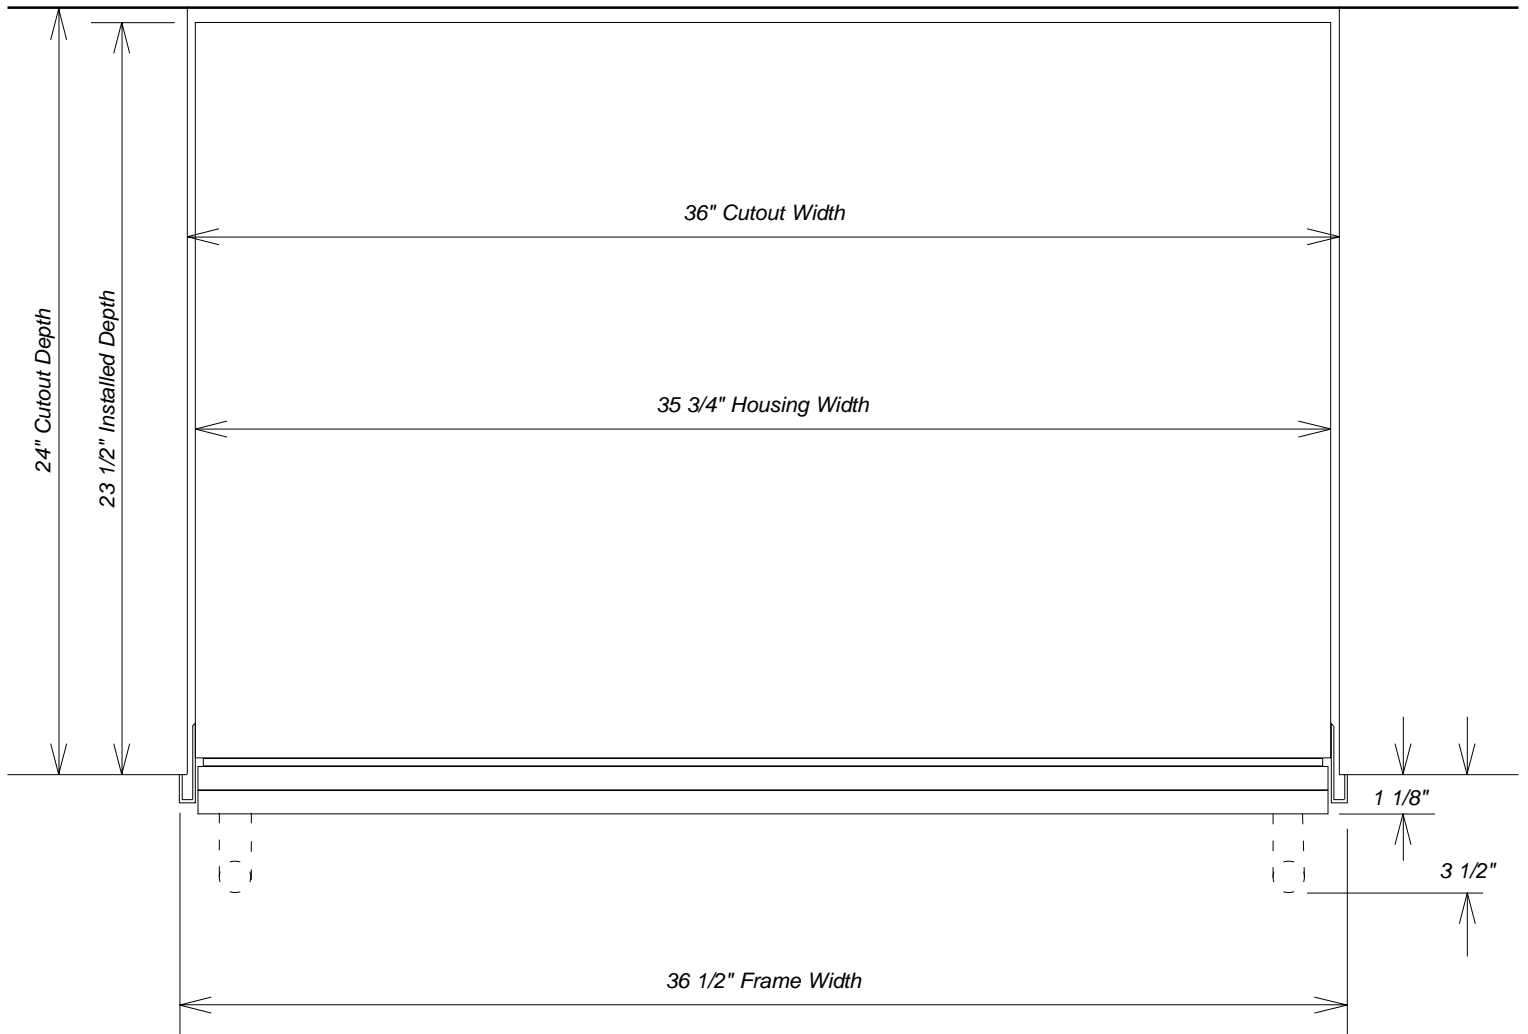 36" Cutout Width
24" Cutout Depth
23 1/2" Installed Depth
35 3/4" Housing Width
1 1/8"
3 1/2"
36 1/2" Frame Width